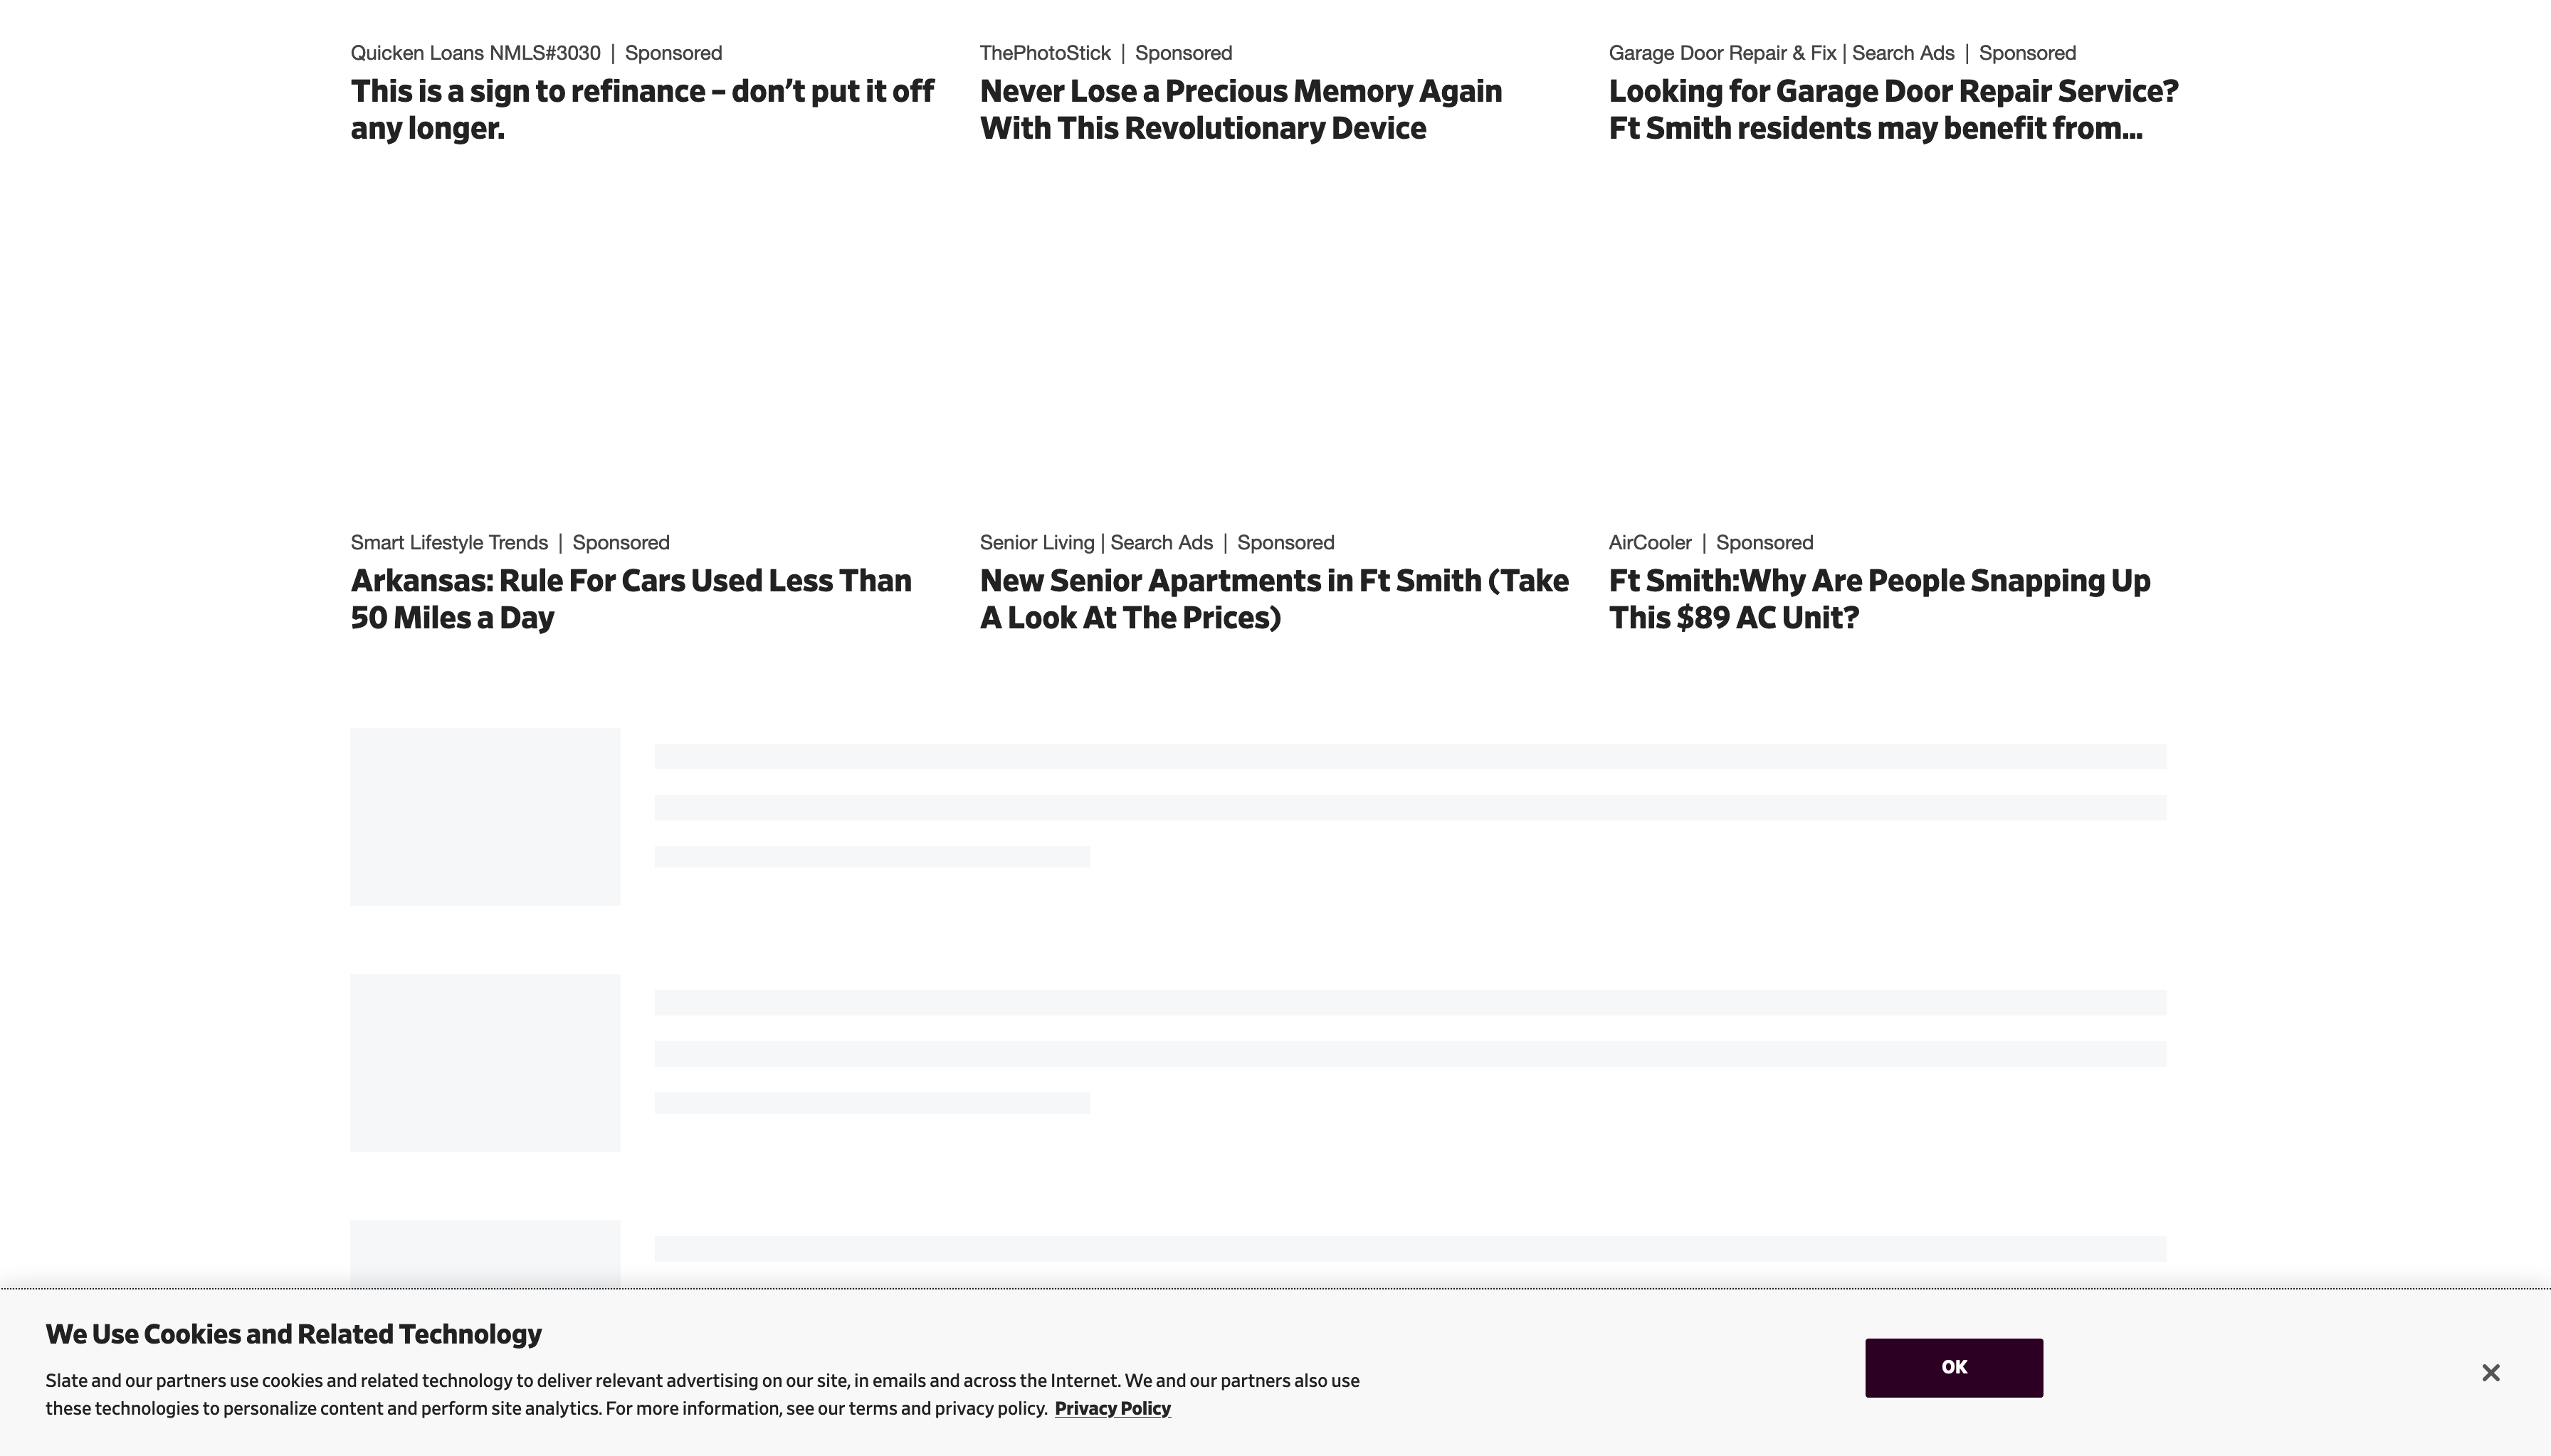 Quicken Loans NMLS#3030 | Sponsored
This is a sign to refinance – don't put it off
any longer.
ThePhotoStick | Sponsored
Never Lose a Precious Memory Again
With This Revolutionary Device
Garage Door Repair & Fix | Search Ads | Sponsored
Looking for Garage Door Repair Service?
Ft Smith residents may benefit from...
Smart Lifestyle Trends | Sponsored
Arkansas: Rule For Cars Used Less Than
50 Miles a Day
Senior Living | Search Ads | Sponsored
New Senior Apartments in Ft Smith (Take
A Look At The Prices)
AirCooler | Sponsored
Ft Smith:Why Are People Snapping Up
This $89 AC Unit?
We Use Cookies and Related Technology
Slate and our partners use cookies and related technology to deliver relevant advertising on our site, in emails and across the Internet. We and our partners also use
these technologies to personalize content and perform site analytics. For more information, see our terms and privacy policy. Privacy Policy
OK